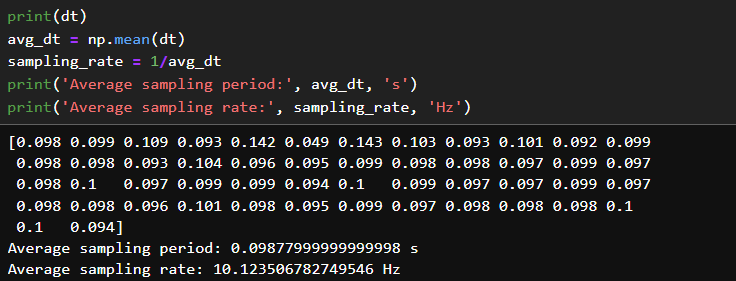 print(dt)
avg_dt = np.mean(dt)
sampling_rate = 1/avg_dt
print('Average sampling period:', avg_dt, 's')
print('Average sampling rate:', sampling_rate, 'Hz')
[0.098 0.099 0.109 0.093 0.142 0.049 0.143 0.103 0.093 0.101 0.092 0.099
 0.098 0.098 0.093 0.104 0.096 0.095 0.099 0.098 0.098 0.097 0.099 0.097
 0.098 0.1   0.097 0.099 0.099 0.094 0.1   0.099 0.097 0.097 0.099 0.097
 0.098 0.098 0.096 0.101 0.098 0.095 0.099 0.097 0.098 0.098 0.098 0.1
 0.1   0.094]
Average sampling period: 0.09877999999999998 s
Average sampling rate: 10.123506782749546 Hz